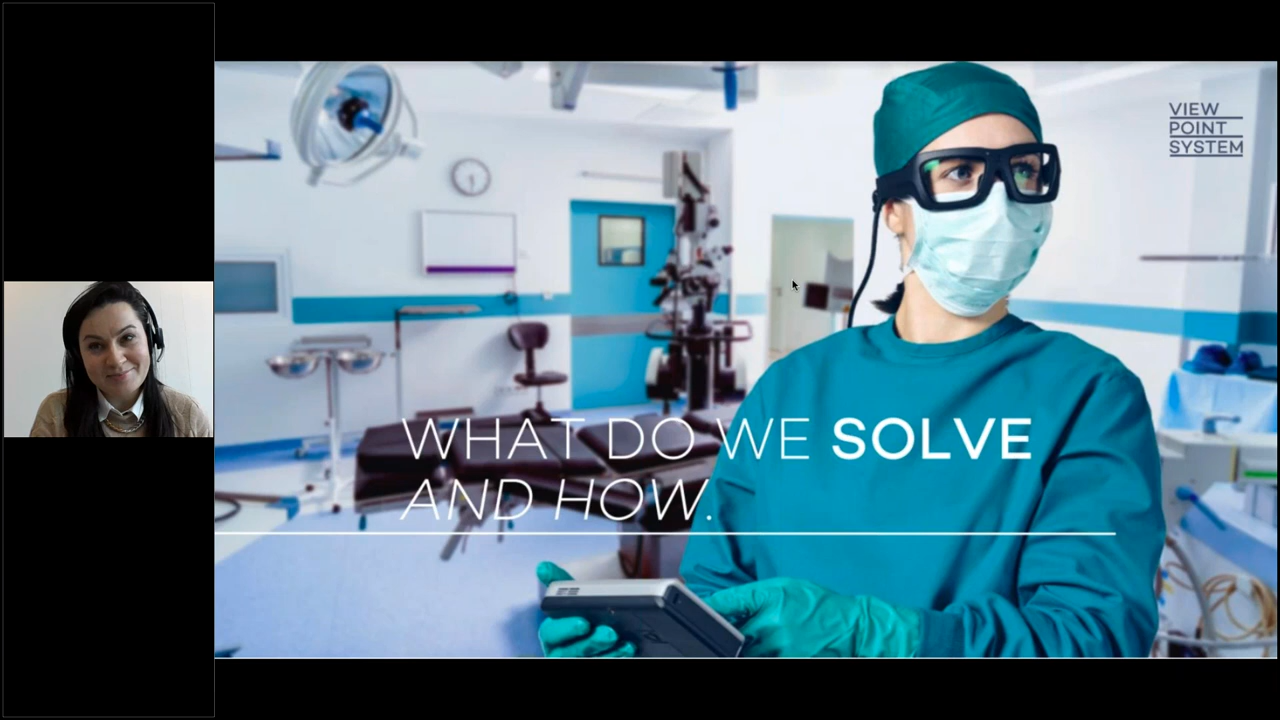 VIEW
POINT
SYSTEM
WHAT DO WE SOLVE
AND HOW.